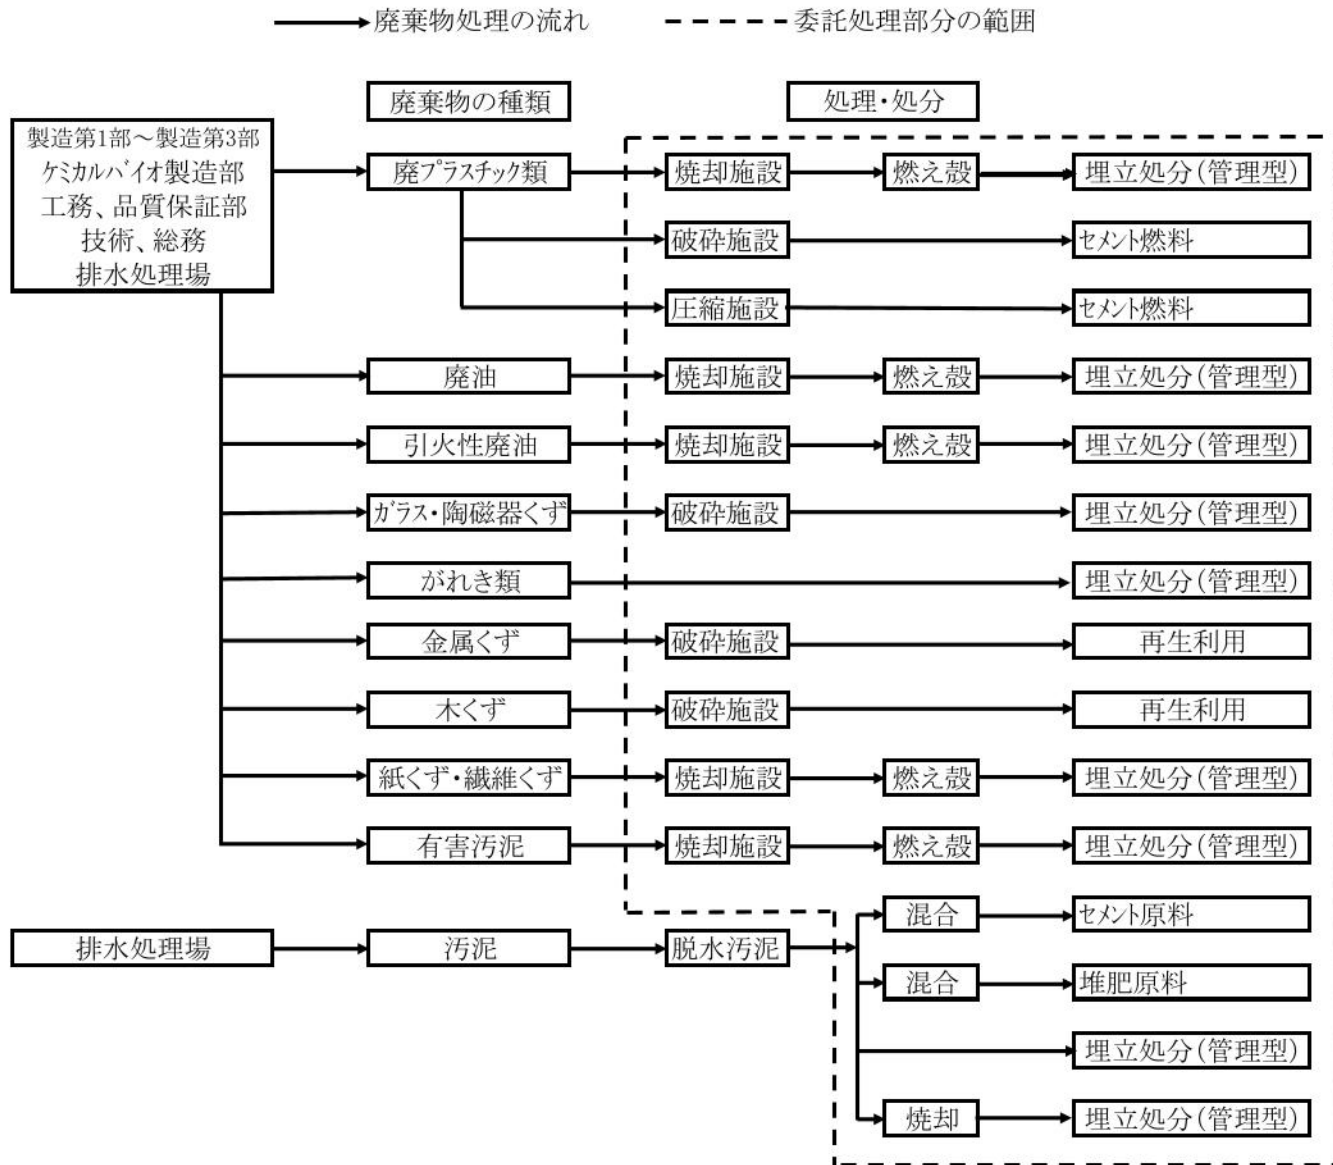 廃棄物処理の流れ
委託処理部分の範囲
廃棄物の種類
処理・処分
製造第1部～製造第3部
ｹﾐｶﾙﾊﾞｲｵ製造部
工務、品質保証部
技術、総務
排水処理場
廃プラスチック類
焼却施設
燃え殻
埋立処分(管理型)
破砕施設
ｾﾒﾝﾄ燃料
圧縮施設
ｾﾒﾝﾄ燃料
廃油
焼却施設
燃え殻
埋立処分(管理型)
引火性廃油
焼却施設
燃え殻
埋立処分(管理型)
ｶﾞﾗｽ・陶磁器くず
破砕施設
埋立処分(管理型)
がれき類
埋立処分(管理型)
金属くず
破砕施設
再生利用
木くず
破砕施設
再生利用
紙くず・繊維くず
焼却施設
燃え殻
埋立処分(管理型)
有害汚泥
焼却施設
燃え殻
埋立処分(管理型)
混合
ｾﾒﾝﾄ原料
排水処理場
汚泥
脱水汚泥
混合
堆肥原料
埋立処分(管理型)
焼却
埋立処分(管理型)